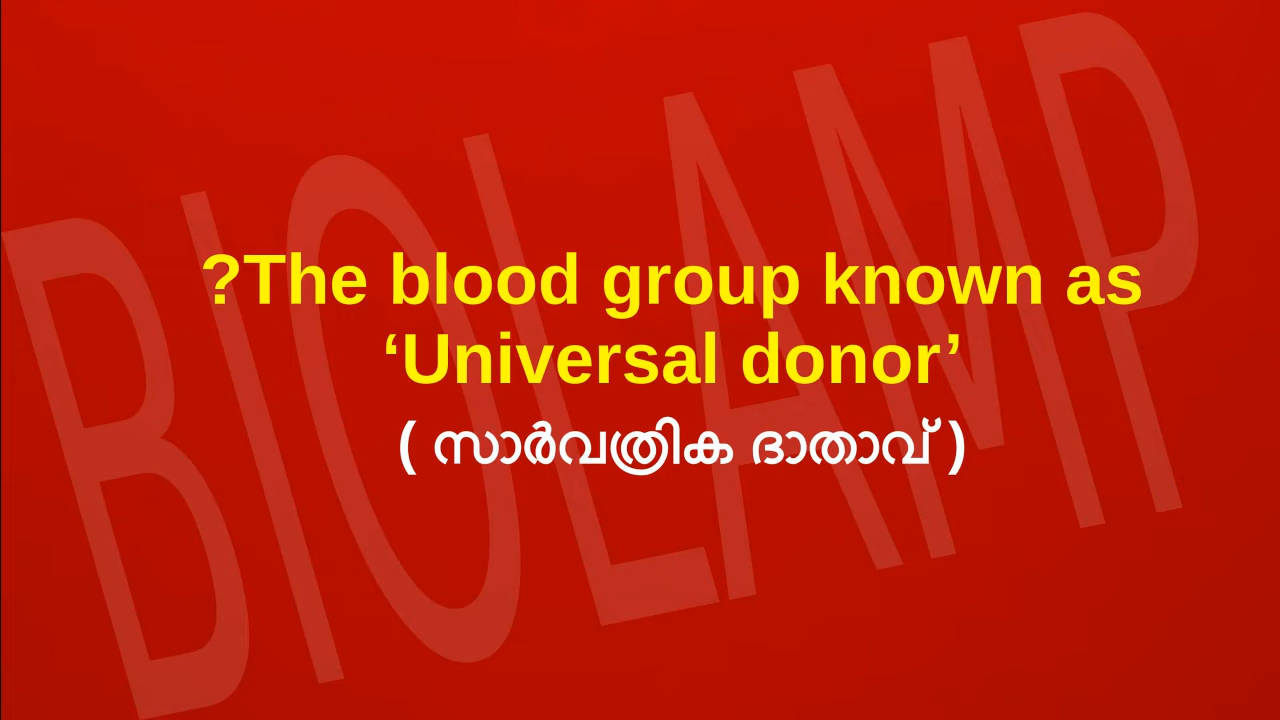 BIOLAMP
?The blood group known as
‘Universal donor’
( സാർവത്രിക ദാതാവ് )